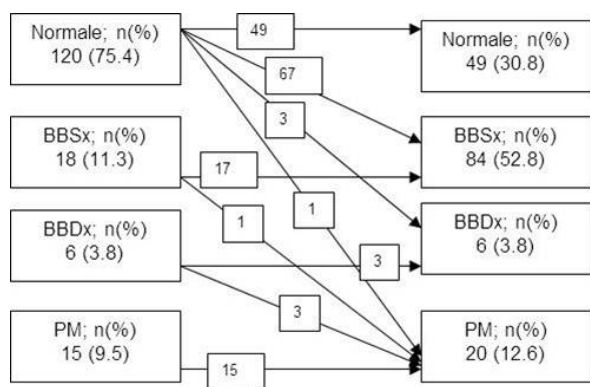 Normale; n(%)
120 (75.4)
49
Normale; n(%)
49 (30.8)
67
3
BBSx; n(%)
18 (11.3)
17
BBSx; n(%)
84 (52.8)
1
1
BBDx; n(%)
6 (3.8)
3
BBDx; n(%)
6 (3.8)
3
PM; n(%)
15 (9.5)
15
PM; n(%)
20 (12.6)